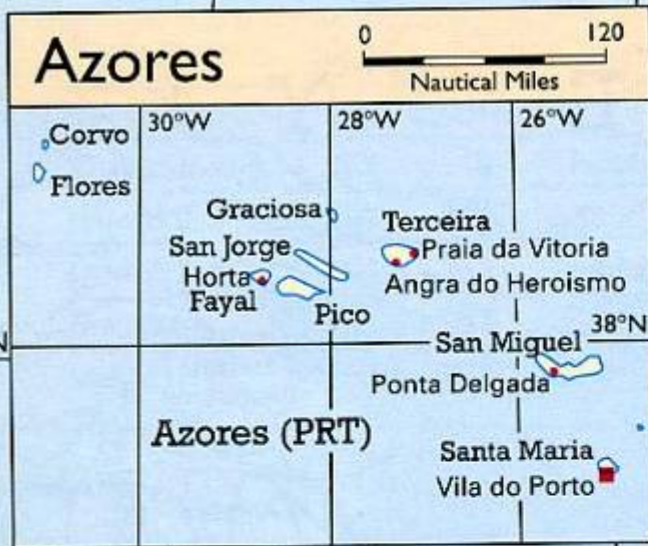 Azores
0 120
Nautical Miles
30°W 28°W 26°W
Corvo
Flores
Graciosa
Terceira
San Jorge
Praia da Vitoria
Horta
Angra do Heroismo
Fayal
Pico
38°N
San Miguel
N
Ponta Delgada
Azores (PRT)
Santa Maria
Vila do Porto